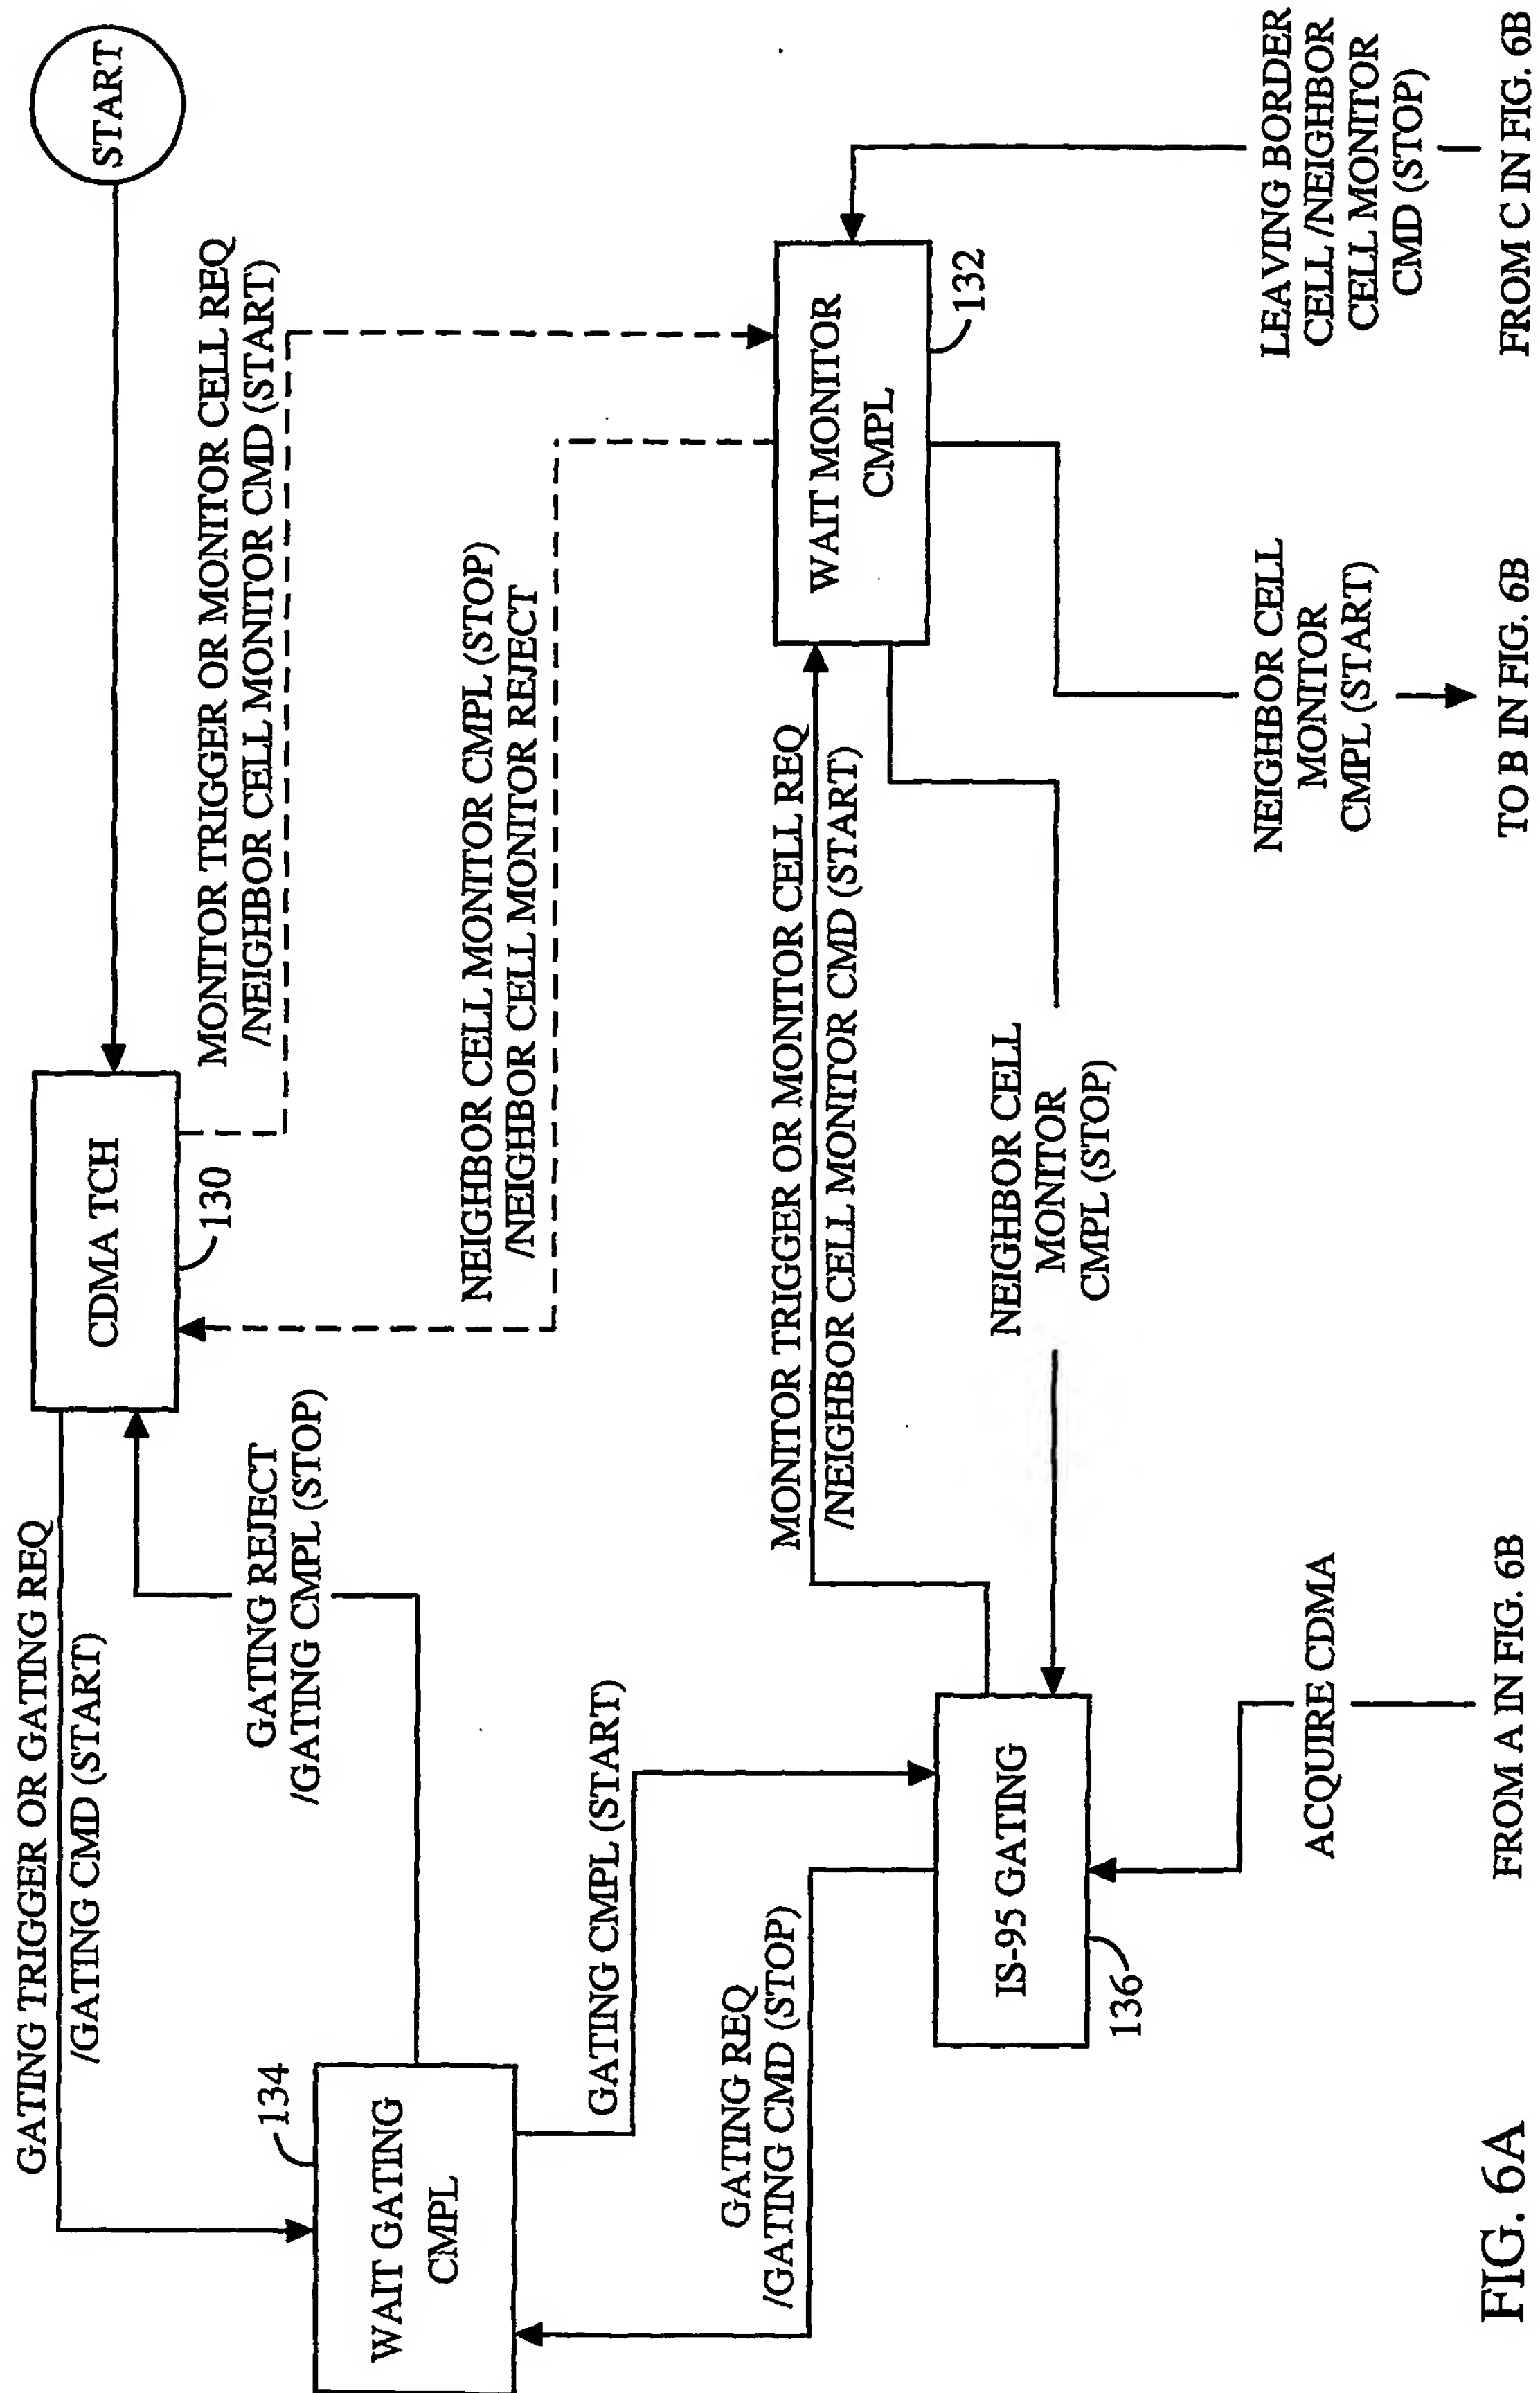 START
CDMA TCH
130
GATING TRIGGER OR GATING REQ
/GATING CMD (START)
MONITOR TRIGGER OR MONITOR CELL REQ
/NEIGHBOR CELL MONITOR CMD (START)
GATING REJECT
/GATING CMPL (STOP)
NEIGHBOR CELL MONITOR CMPL (STOP)
/NEIGHBOR CELL MONITOR REJECT
134
WAIT GATING
CMPL
GATING CMPL (START)
GATING REQ
/GATING CMD (STOP)
MONITOR TRIGGER OR MONITOR CELL REQ
/NEIGHBOR CELL MONITOR CMD (START)
WAIT MONITOR
CMPL
132
IS-95 GATING
136
NEIGHBOR CELL
MONITOR
CMPL (STOP)
ACQUIRE CDMA
FROM A IN FIG. 6B
NEIGHBOR CELL
MONITOR
CMPL (START)
TO B IN FIG. 6B
LEAVING BORDER
CELL /NEIGHBOR
CELL MONITOR
CMD (STOP)
FROM C IN FIG. 6B
FIG. 6A